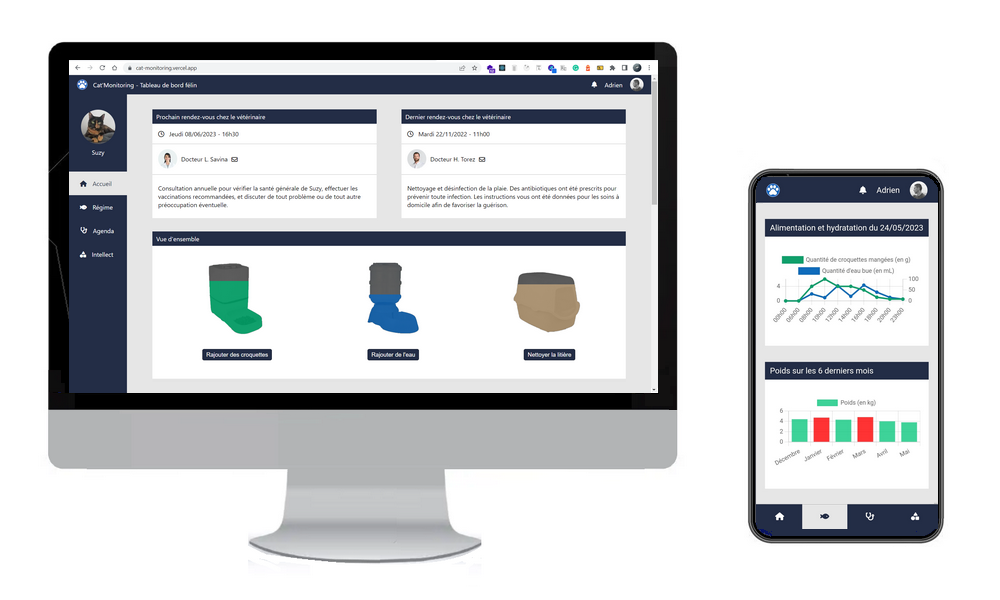 cat-monitoring.vercel.app
Cat'Monitoring - Tableau de bord félin
Adrien
Suzy
Accueil
Régime
Agenda
Intellect
Prochain rendez-vous chez le vétérinaire
Jeudi 08/06/2023 - 16h30
Docteur L. Savina
Consultation annuelle pour vérifier la santé générale de Suzy, effectuer les
vaccinations recommandées, et discuter de tout problème ou de tout autre
préoccupation éventuelle.
Dernier rendez-vous chez le vétérinaire
Mardi 22/11/2022 - 11h00
Docteur H. Torez
Nettoyage et désinfection de la plaie. Des antibiotiques ont été prescrits pour
prévenir toute infection. Les instructions vous ont été données pour les soins à
domicile afin de favoriser la guérison.
Vue d'ensemble
Rajouter des croquettes
Rajouter de l'eau
Nettoyer la litière
Adrien
Alimentation et hydratation du 24/05/2023
Quantité de croquettes mangées (en g)
Quantité d'eau bue (en mL)
4
0
100
50
0
00h00
06h00
08h00
10h00
12h00
14h00
16h00
18h00
20h00
23h00
Poids sur les 6 derniers mois
Poids (en kg)
6
4
2
0
Décembre
Janvier
Février
Mars
Avril
Mai